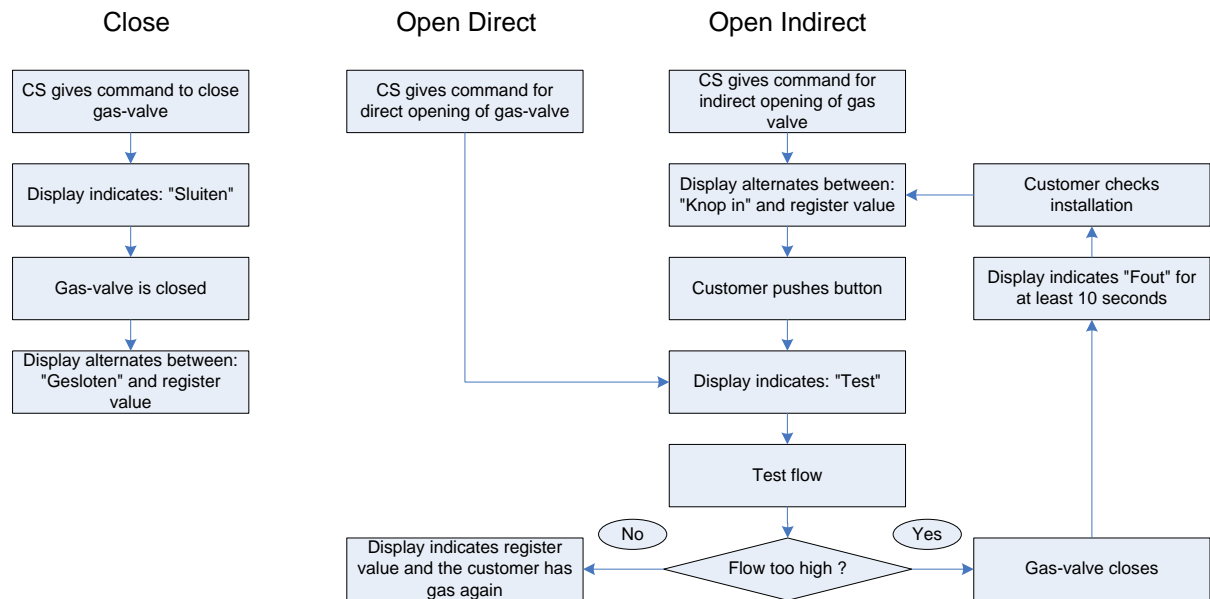 Close
Open Direct
Open Indirect
CS gives command to close
gas-valve
CS gives command for
direct opening of gas-valve
CS gives command for
indirect opening of gas
valve
Display indicates: "Sluiten"
Display alternates between:
"Knop in" and register value
Customer checks
installation
Gas-valve is closed
Customer pushes button
Display indicates "Fout" for
at least 10 seconds
Display alternates between:
"Gesloten" and register
value
Display indicates: "Test"
Test flow
No
Yes
Display indicates register
value and the customer has
gas again
Flow too high ?
Gas-valve closes